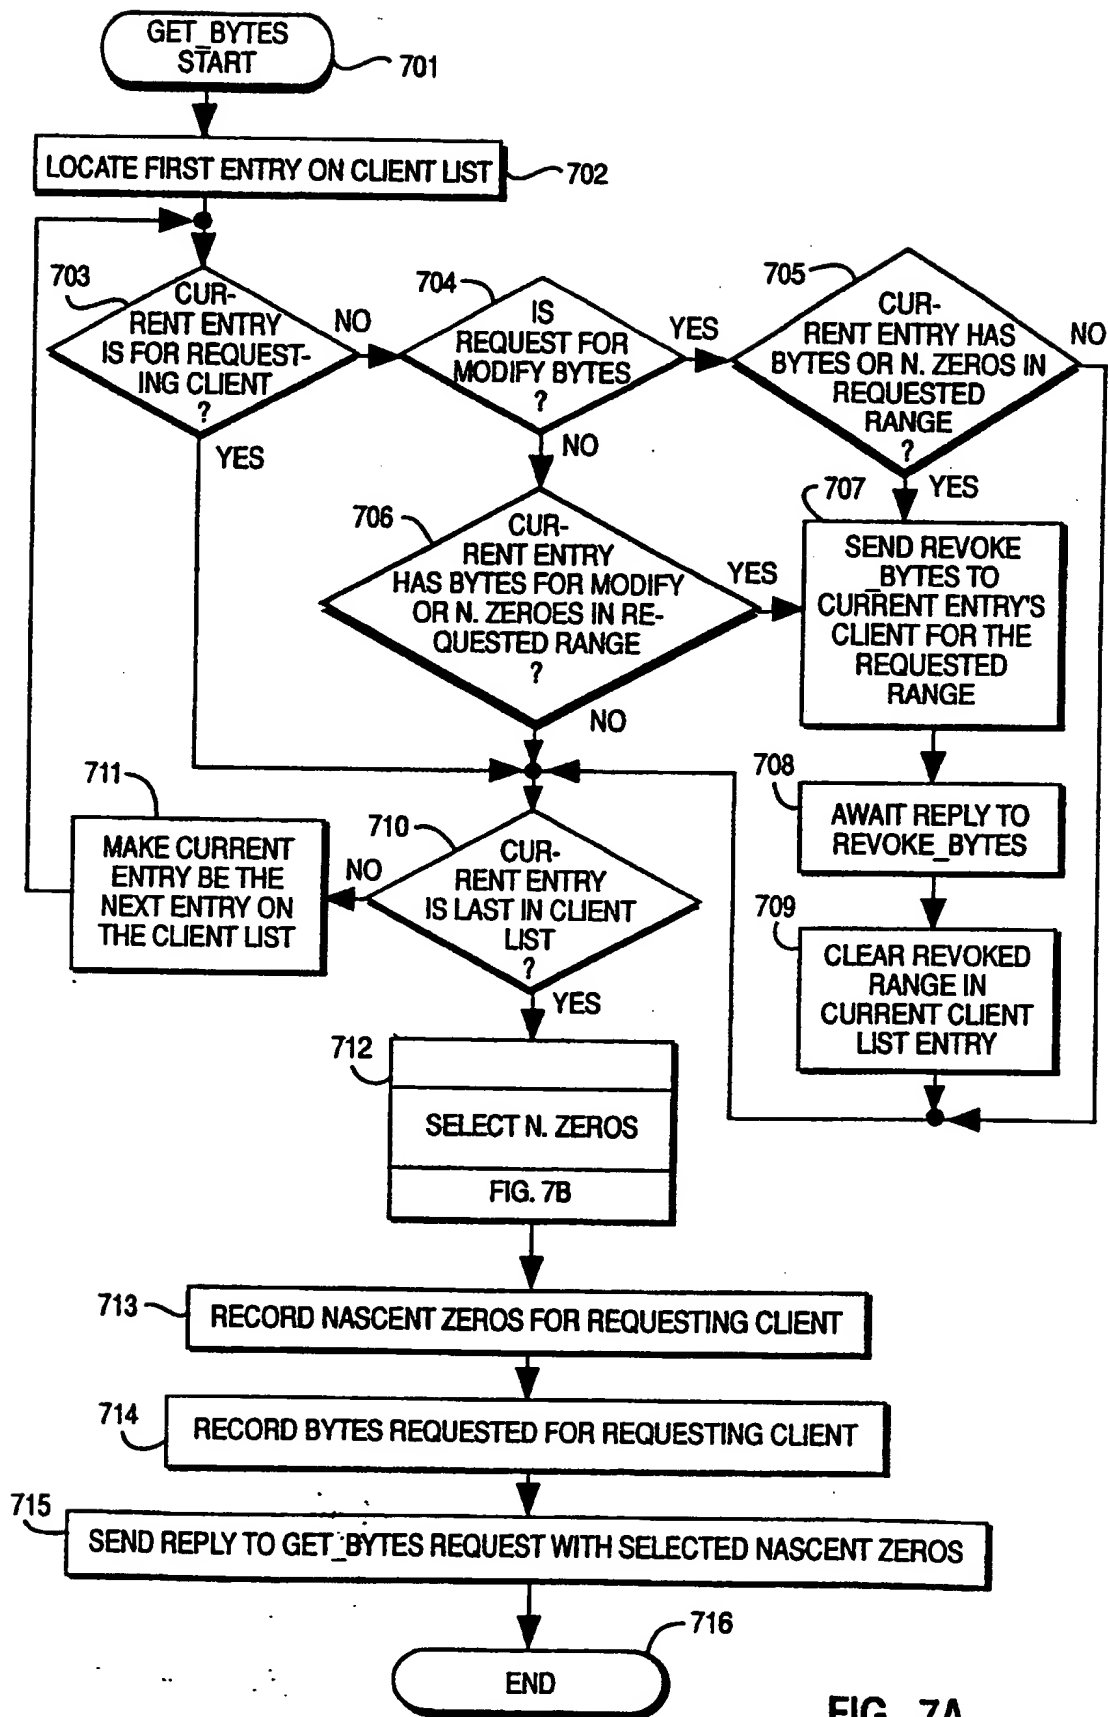 GET_BYTES
START
701
LOCATE FIRST ENTRY ON CLIENT LIST
702
703
CUR-
RENT ENTRY
IS FOR REQUEST-
ING CLIENT
?
NO
YES
704
IS
REQUEST FOR
MODIFY BYTES
?
YES
NO
705
CUR-
RENT ENTRY HAS
BYTES OR N. ZEROS IN
REQUESTED
RANGE
?
NO
YES
706
CUR-
RENT ENTRY
HAS BYTES FOR MODIFY
OR N. ZEROES IN RE-
QUESTED RANGE
?
YES
NO
707
SEND REVOKE
_BYTES TO
CURRENT ENTRY'S
CLIENT FOR THE
REQUESTED
RANGE
708
AWAIT REPLY TO
REVOKE_BYTES
709
CLEAR REVOKED
RANGE IN
CURRENT CLIENT
LIST ENTRY
710
CUR-
RENT ENTRY
IS LAST IN CLIENT
LIST
?
NO
YES
711
MAKE CURRENT
ENTRY BE THE
NEXT ENTRY ON
THE CLIENT LIST
712
SELECT N. ZEROS
FIG. 7B
713
RECORD NASCENT ZEROS FOR REQUESTING CLIENT
714
RECORD BYTES REQUESTED FOR REQUESTING CLIENT
715
SEND REPLY TO GET_BYTES REQUEST WITH SELECTED NASCENT ZEROS
716
END
FIG. 7A